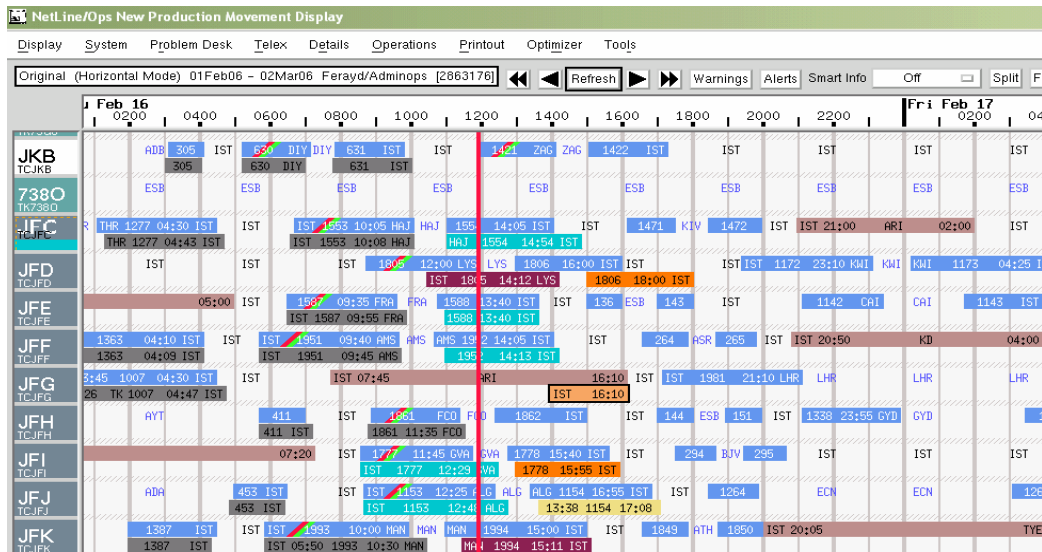 NetLine/Ops New Production Movement Display
Display System Problem Desk Telex Details Operations Printout Optimizer Tools
Original (Horizontal Mode) 01Feb06 - 02Mar06 Ferayd/Adminops [2863176] Refresh Warnings Alerts Smart Info Off Split F
Feb 16 Fri Feb 17
0200 0400 0600 0800 1000 1200 1400 1600 1800 2000 2200 0200
JKB ADB 305 IST 630 DIY DIY 631 IST IST 1421 ZAG ZAG 1422 IST IST IST IST
TCJKB 305 630 DIY 631 IST
738O ESB ESB ESB ESB ESB ESB ESB ESB ESB ESB
TK738O
JFC R THR 1277 04:30 IST IST IST 1553 10:05 HAJ HAJ 155 14:05 IST IST 1471 KIV 1472 IST IST 21:00 ARI 02:00 IST
TCJFC THR 1277 04:43 IST IST 1553 10:08 HAJ HAJ 1554 14:54 IST
JFD IST IST IST 1805 12:00 LYS LYS 1806 16:00 IST IST IST IST 1172 23:10 KWI KWI KWI 1173 04:25 I
TCJFD IST 1805 14:12 LYS 1806 18:00 IST
JFE 05:00 IST 1587 09:35 FRA FRA 1588 13:40 IST IST 136 ESB 143 IST 1142 CAI CAI 1143 IST
TCJFE IST 1587 09:55 FRA 1588 13:40 IST
JFF 1363 04:10 IST IST IST 1951 09:40 AMS AMS AMS 1952 14:05 IST IST 264 ASR 265 IST IST 20:50 KD 04:00
TCJFF 1363 04:09 IST IST 1951 09:45 AMS 1952 14:13 IST
JFG 3:45 1007 04:30 IST IST IST 07:45 ARI 16:10 IST IST 1981 21:10 LHR LHR LHR LHR
TCJFG 26 TK 1007 04:47 IST IST 16:10
JFH AYT 411 IST 1861 FCO FCO 1862 IST IST 144 ESB 151 IST 1338 23:55 GYD GYD 1
TCJFH 411 IST 1861 11:35 FCO
JFI 07:20 IST 1777 11:45 GVA GVA 1778 15:40 IST IST 294 BJV 295 IST IST IST
TCJFI IST 1777 12:29 GVA 1778 15:55 IST
JFJ ADA 453 IST IST IST 1153 12:25 ALG ALG ALG 1154 16:55 IST IST 1264 ECN ECN 126
TCJFJ 453 IST IST 1153 12:48 ALG 13:38 1154 17:08
JFK 1387 IST IST IST 1993 10:00 MAN MAN MAN 1994 15:00 IST IST 1849 ATH 1850 IST 20:05 TYE
TCJFK 1387 IST IST 05:50 1993 10:30 MAN MAN 1994 15:11 IST